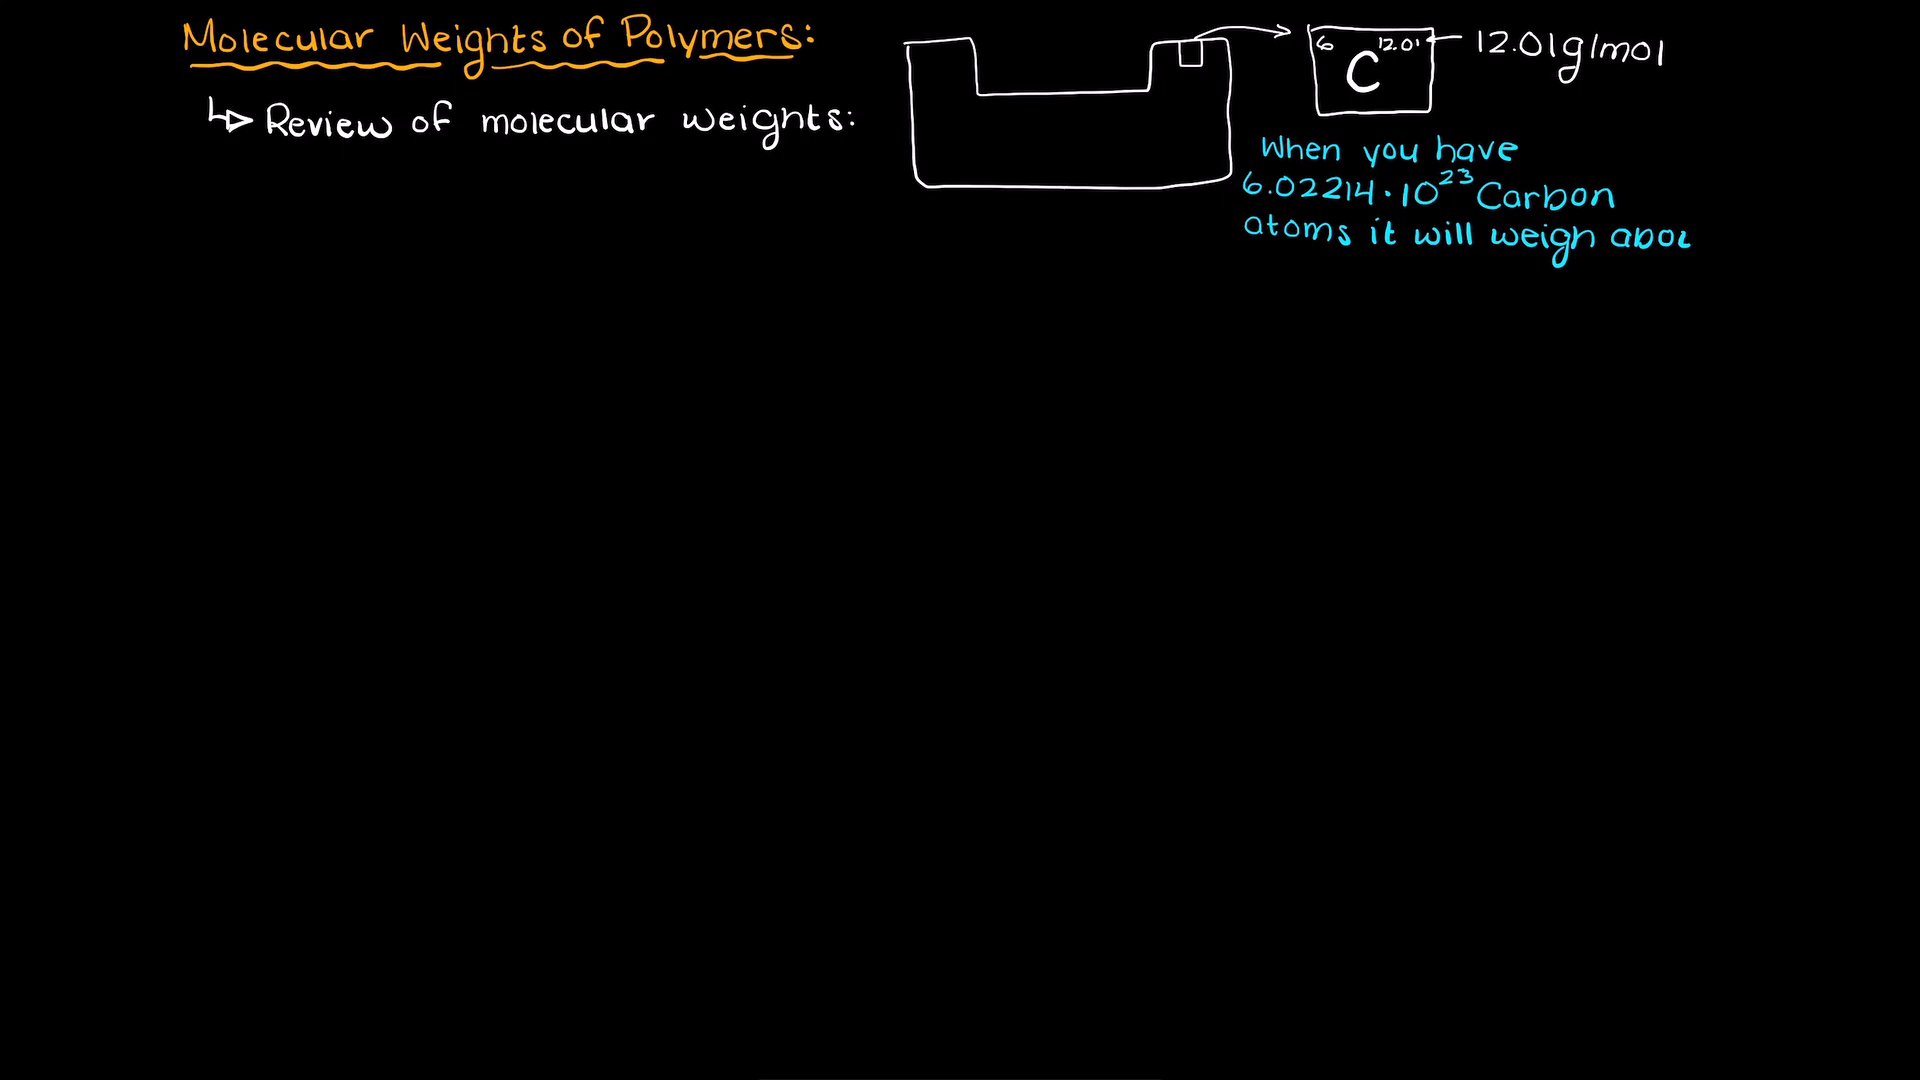 Molecular Weights of Polymers:
Review of molecular weights:
6 12.01
C
12.01g/mol
When you have
6.02214·10²³ Carbon
atoms it will weigh